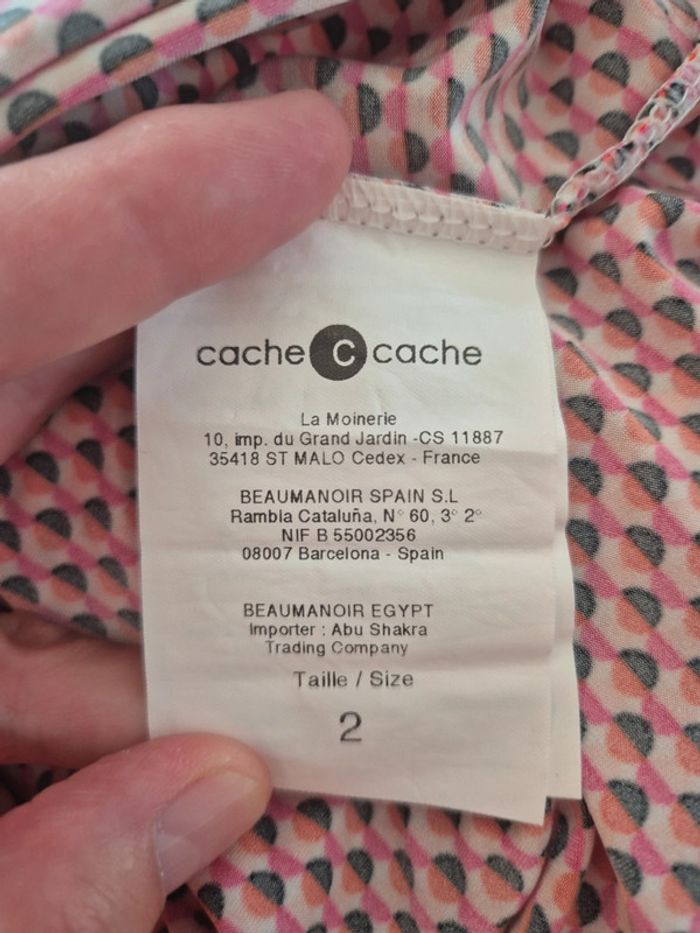 cache C cache
La Moinerie
10, imp. du Grand Jardin -CS 11887
35418 ST MALO Cedex - France
BEAUMANOIR SPAIN S.L
Rambla Cataluña, N° 60, 3° 2°
NIF B 55002356
08007 Barcelona - Spain
BEAUMANOIR EGYPT
Importer : Abu Shakra
Trading Company
Taille / Size
2